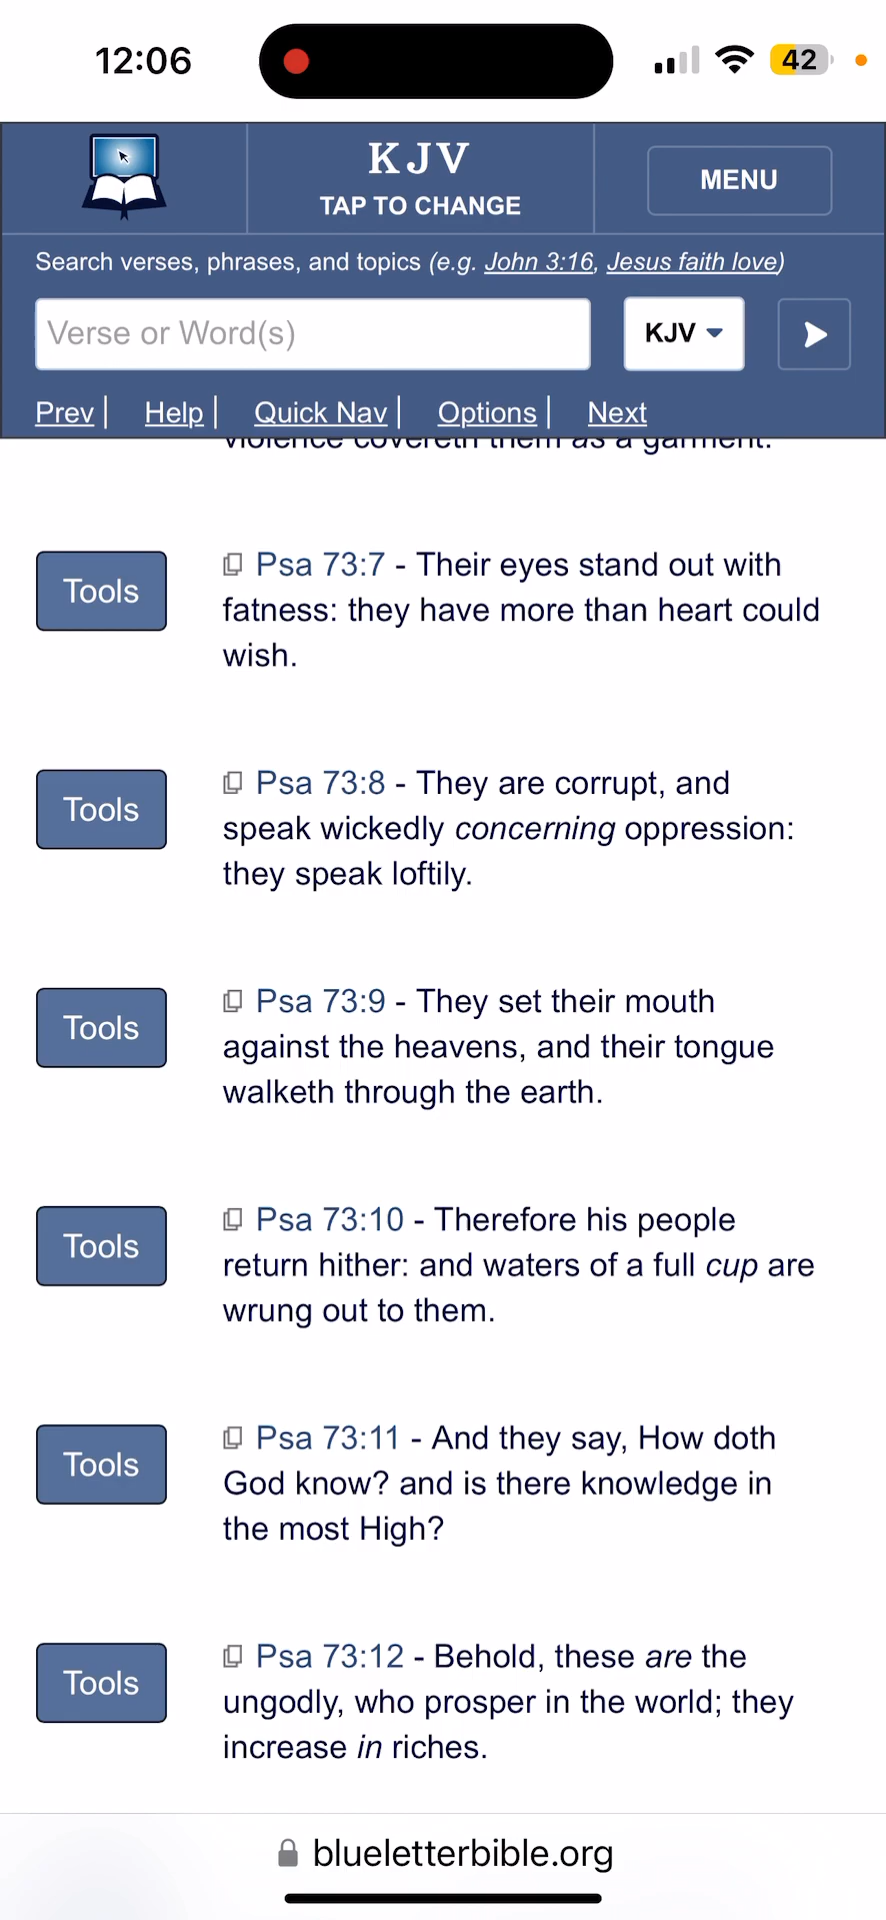 12:06
42
KJV
TAP TO CHANGE
MENU
Search verses, phrases, and topics (e.g. John 3:16, Jesus faith love)
Verse or Word(s)
KJV
Prev | Help | Quick Nav | Options | Next
violence covereth them as a garment.
Tools
Psa 73:7 - Their eyes stand out with
fatness: they have more than heart could
wish.
Tools
Psa 73:8 - They are corrupt, and
speak wickedly concerning oppression:
they speak loftily.
Tools
Psa 73:9 - They set their mouth
against the heavens, and their tongue
walketh through the earth.
Tools
Psa 73:10 - Therefore his people
return hither: and waters of a full cup are
wrung out to them.
Tools
Psa 73:11 - And they say, How doth
God know? and is there knowledge in
the most High?
Tools
Psa 73:12 - Behold, these are the
ungodly, who prosper in the world; they
increase in riches.
blueletterbible.org